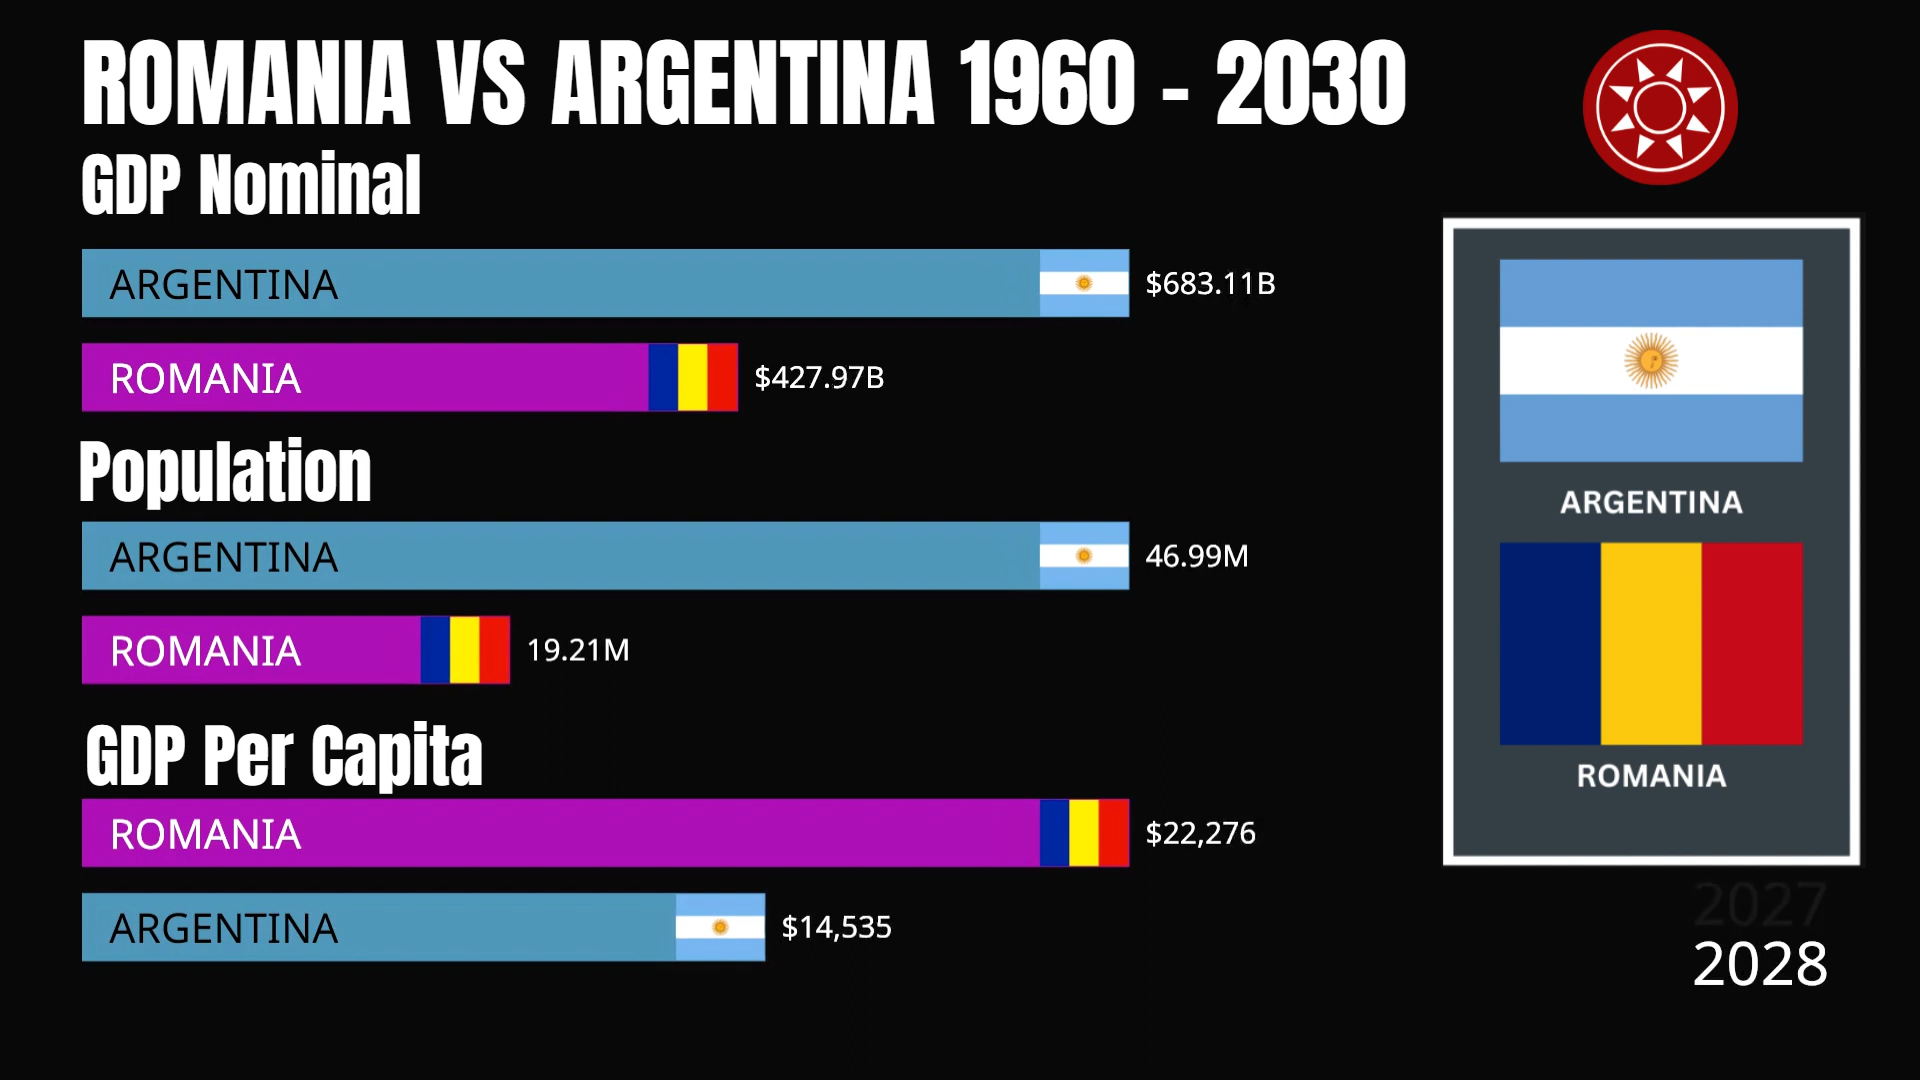 ROMANIA VS ARGENTINA 1960 - 2030
GDP Nominal
ARGENTINA $683.11B
ROMANIA $427.97B
Population
ARGENTINA 46.99M
ROMANIA 19.21M
GDP Per Capita
ROMANIA $22,276
ARGENTINA $14,535
ARGENTINA
ROMANIA
2027
2028